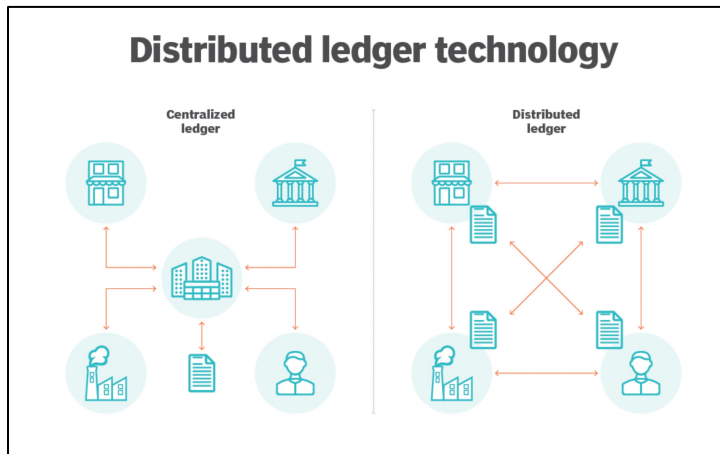 Distributed ledger technology
Centralized
ledger
Distributed
ledger